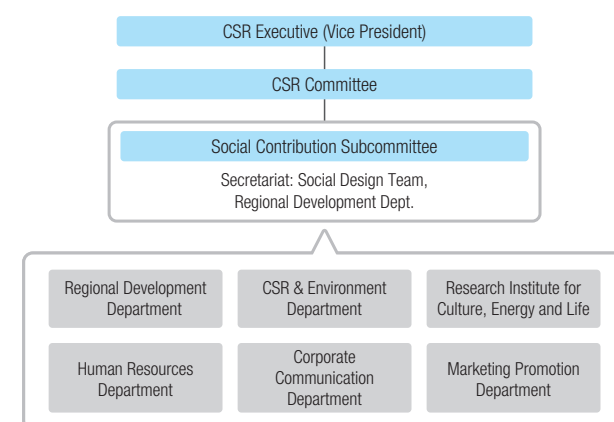 CSR Executive (Vice President)
CSR Committee
Social Contribution Subcommittee
Secretariat: Social Design Team,
Regional Development Dept.
Regional Development
Department
CSR & Environment
Department
Research Institute for
Culture, Energy and Life
Human Resources
Department
Corporate
Communication
Department
Marketing Promotion
Department